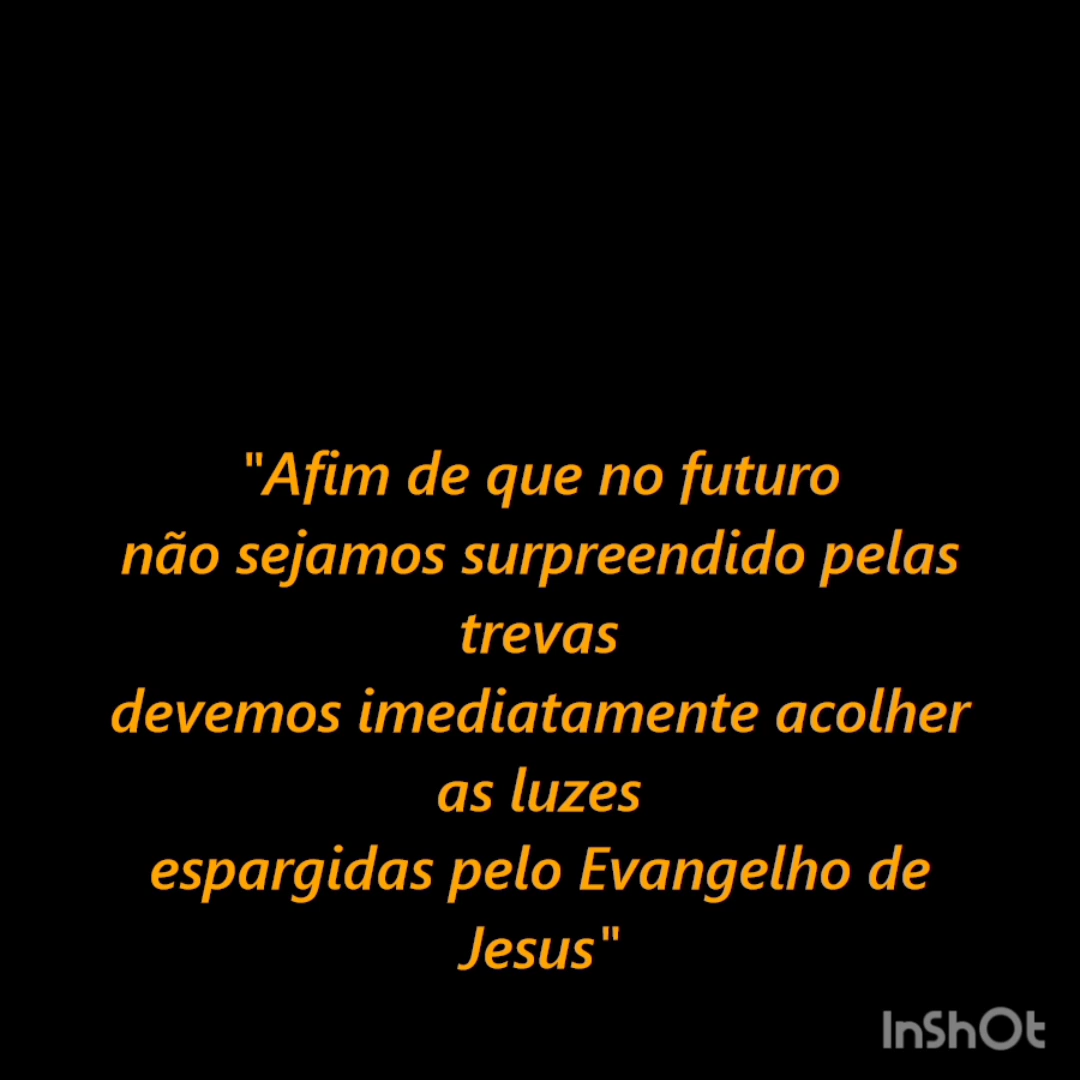 "Afim de que no futuro
não sejamos surpreendido pelas
trevas
devemos imediatamente acolher
as luzes
espargidas pelo Evangelho de
Jesus"
InShOt